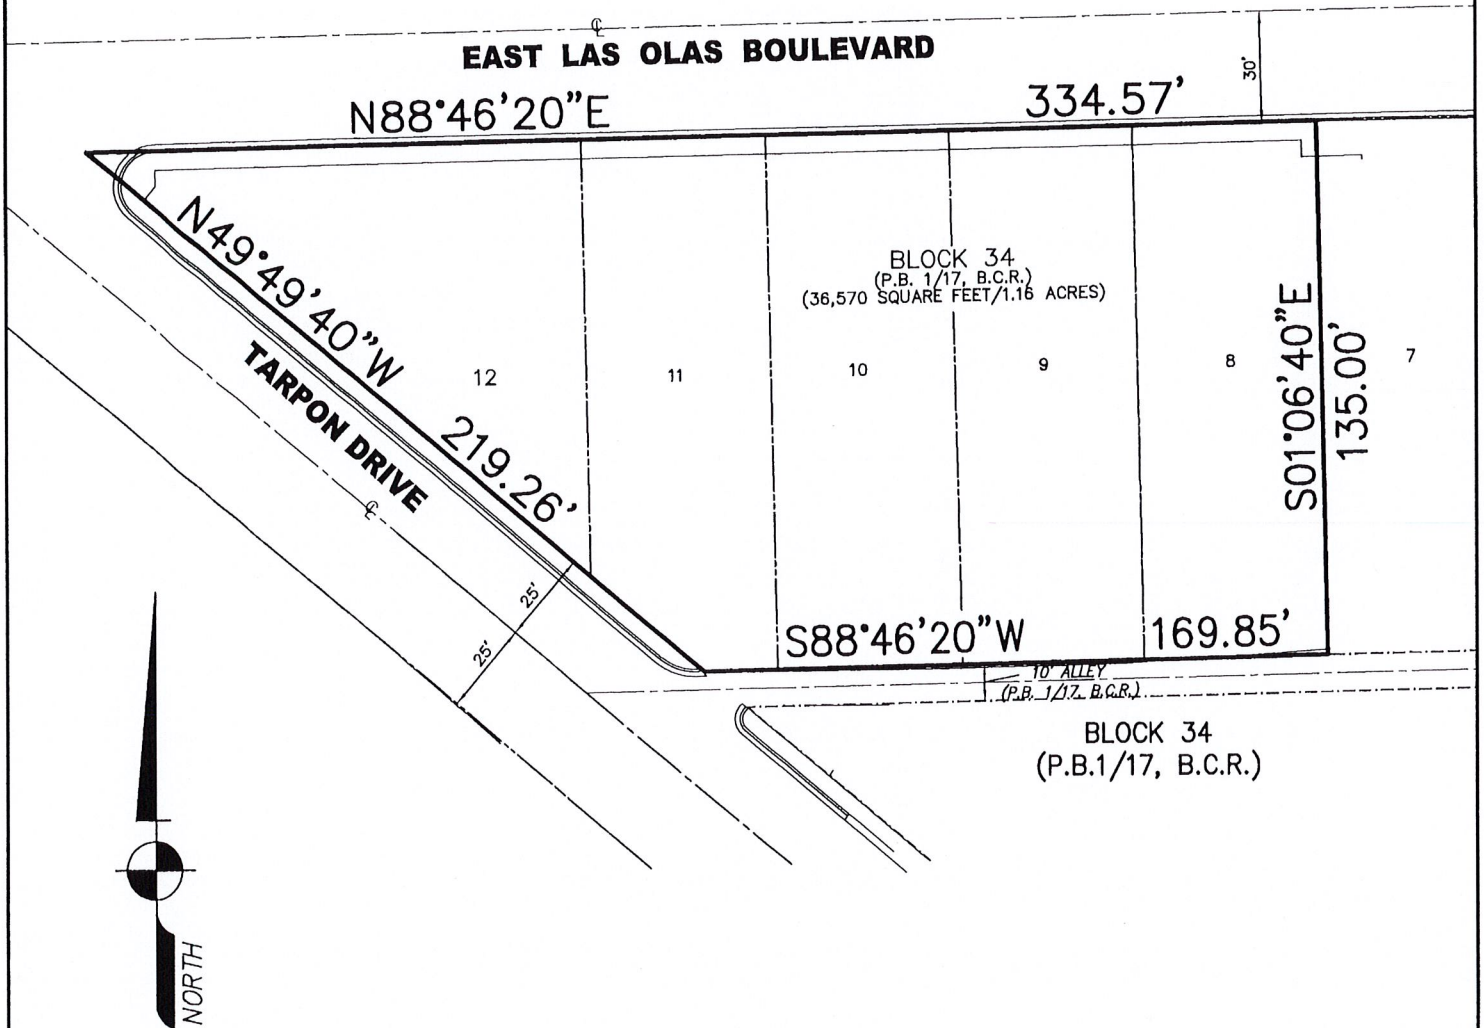 ℄
EAST LAS OLAS BOULEVARD
30'
N88°46'20"E 334.57'
N49°49'40"W 219.26'
TARPON DRIVE
℄
BLOCK 34
(P.B. 1/17, B.C.R.)
(36,570 SQUARE FEET/1.16 ACRES)
12
11
10
9
8
7
S01°06'40"E
135.00'
25'
25'
S88°46'20"W 169.85'
10' ALLEY
(P.B. 1/17, B.C.R.)
BLOCK 34
(P.B.1/17, B.C.R.)
NORTH